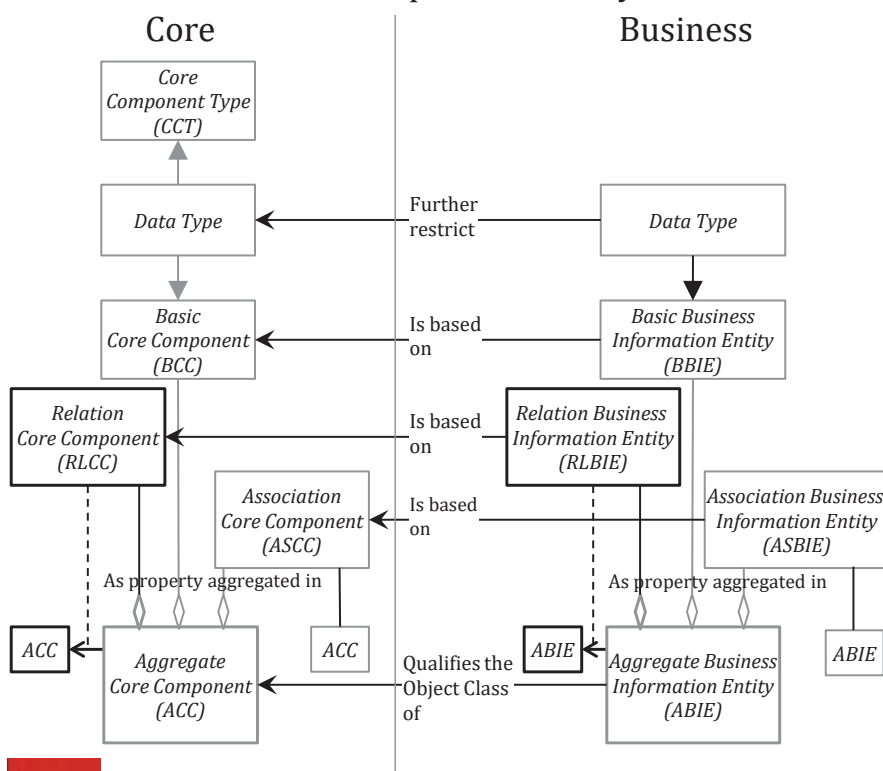 Core
Business
Core
Component Type
(CCT)
Data Type
Further
restrict
Data Type
Basic
Core Component
(BCC)
Is based
on
Basic Business
Information Entity
(BBIE)
Relation
Core Component
(RLCC)
Is based
on
Relation Business
Information Entity
(RLBIE)
Association
Core Component
(ASCC)
Is based
on
Association Business
Information Entity
(ASBIE)
As property aggregated in
As property aggregated in
ACC
Aggregate
Core Component
(ACC)
ACC
Qualifies the
Object Class
of
ABIE
Aggregate Business
Information Entity
(ABIE)
ABIE